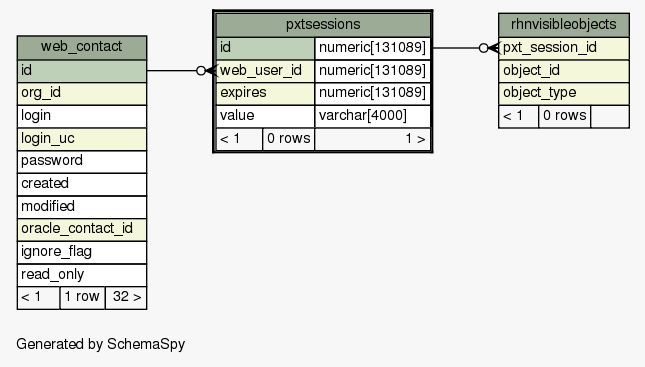 web_contact
id
org_id
login
login_uc
password
created
modified
oracle_contact_id
ignore_flag
read_only
< 1 1 row 32 >
pxtsessions
id numeric[131089]
web_user_id numeric[131089]
expires numeric[131089]
value varchar[4000]
< 1 0 rows 1 >
rhnvisibleobjects
pxt_session_id
object_id
object_type
< 1 0 rows
Generated by SchemaSpy